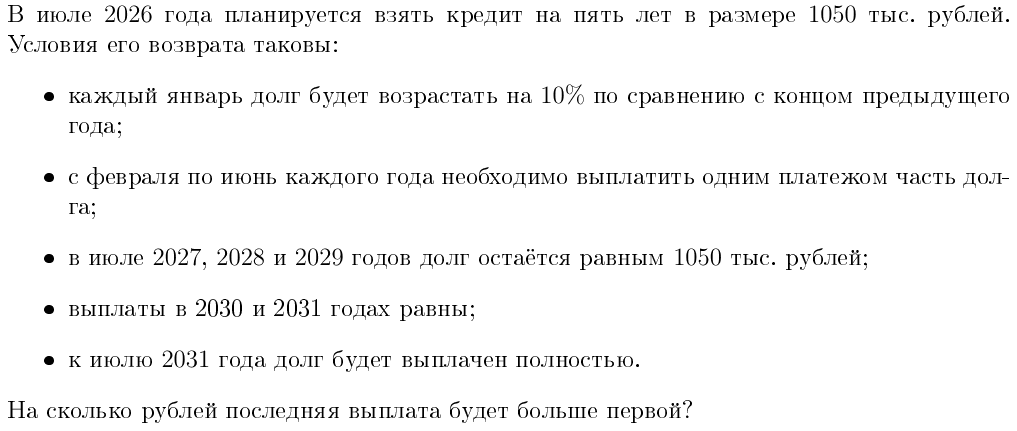 В июле 2026 года планируется взять кредит на пять лет в размере 1050 тыс. рублей.
Условия его возврата таковы:
• каждый январь долг будет возрастать на 10% по сравнению с концом предыдущего
года;
• с февраля по июнь каждого года необходимо выплатить одним платежом часть дол-
га;
• в июле 2027, 2028 и 2029 годов долг остаётся равным 1050 тыс. рублей;
• выплаты в 2030 и 2031 годах равны;
• к июлю 2031 года долг будет выплачен полностью.
На сколько рублей последняя выплата будет больше первой?